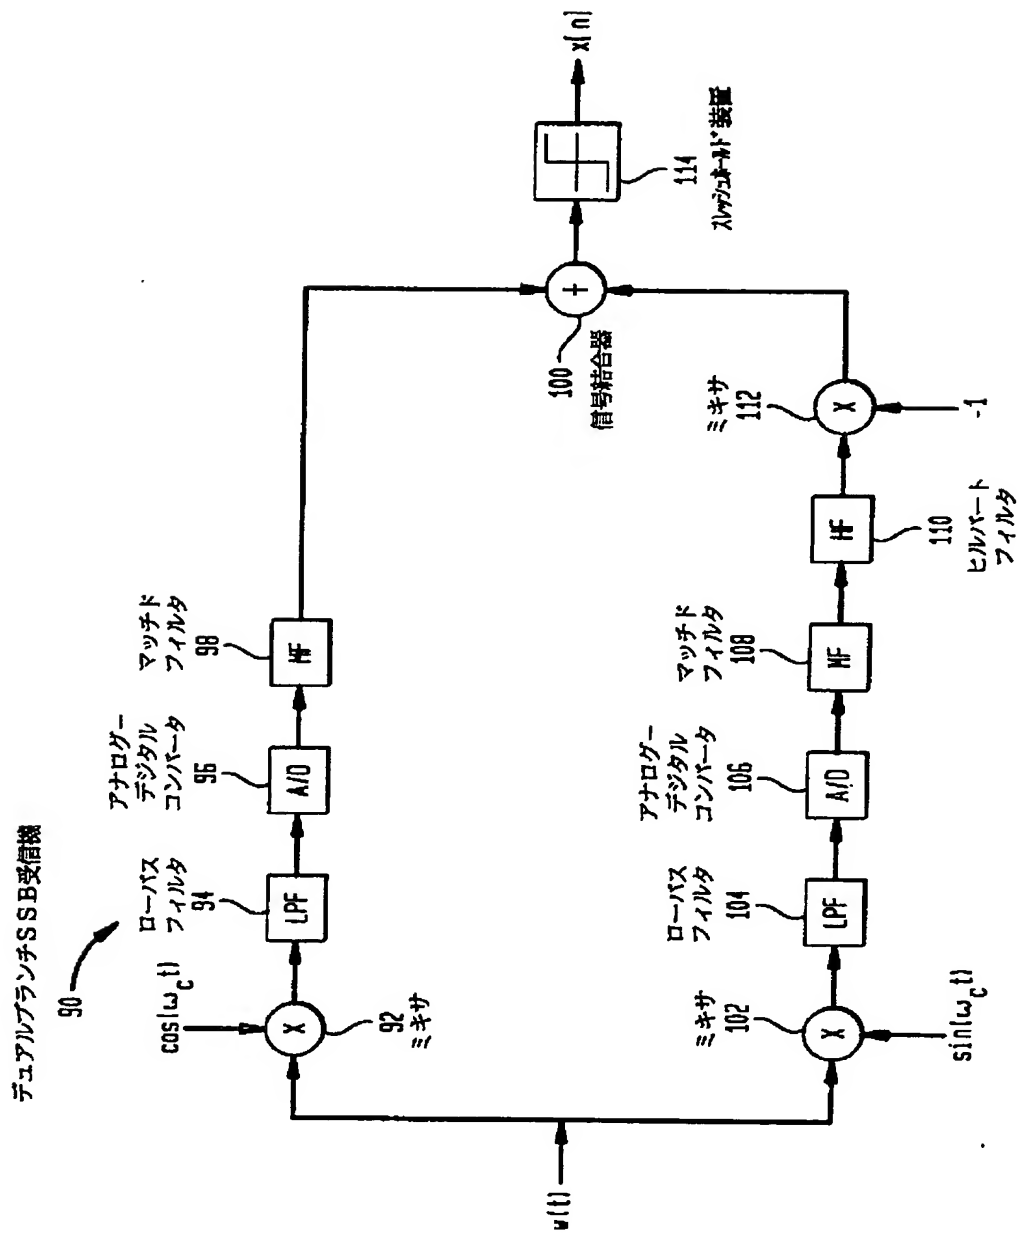 デュアルブランチSSB受信機
90
cos(ωct)
X
92
ミキサ
ローパス
フィルタ
94
LPF
アナログー
デジタル
コンバータ
96
A/D
マッチド
フィルタ
98
MF
w(t)
100
信号結合器
+
114
スレッシュホールド装置
x(n)
ミキサ
102
X
sin(ωct)
ローパス
フィルタ
104
LPF
アナログー
デジタル
コンバータ
106
A/D
マッチド
フィルタ
108
MF
HF
110
ヒルバート
フィルタ
ミキサ
112
X
-1